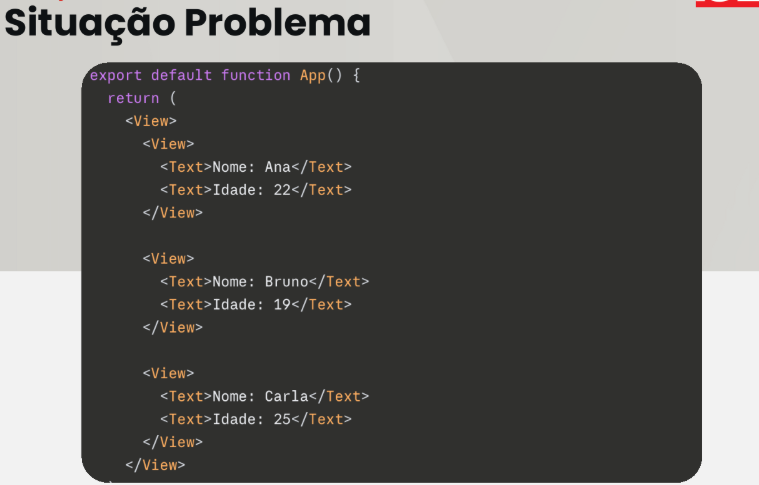 Situação Problema
export default function App() {
  return (
    <View>
      <View>
        <Text>Nome: Ana</Text>
        <Text>Idade: 22</Text>
      </View>

      <View>
        <Text>Nome: Bruno</Text>
        <Text>Idade: 19</Text>
      </View>

      <View>
        <Text>Nome: Carla</Text>
        <Text>Idade: 25</Text>
      </View>
    </View>